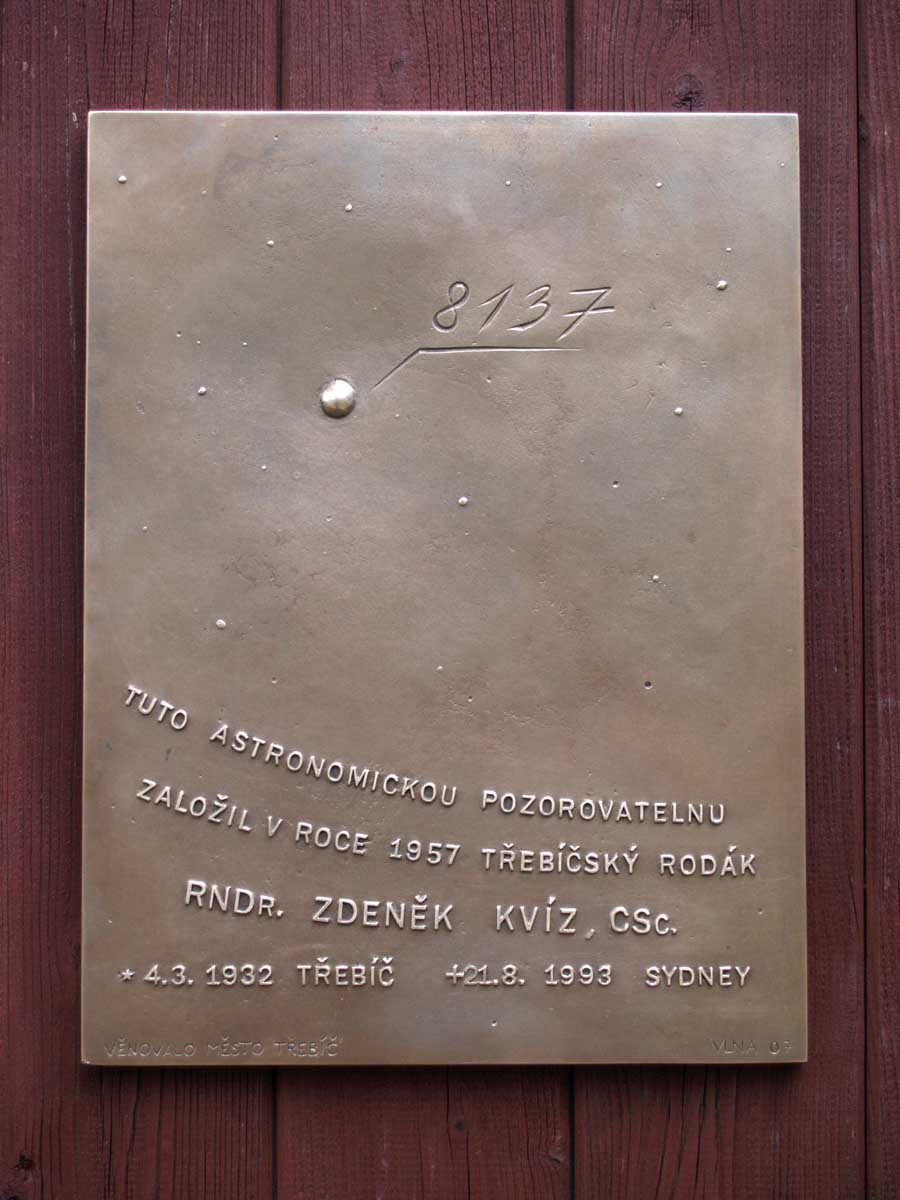 8137
TUTO ASTRONOMICKOU POZOROVATELNU
ZALOŽIL V ROCE 1957 TŘEBÍČSKÝ RODÁK
RNDR. ZDENĚK KVÍZ, CSC.
* 4.3. 1932 TŘEBÍČ +21.8. 1993 SYDNEY
VĚNOVALO MĚSTO TŘEBÍČ VLNA 07